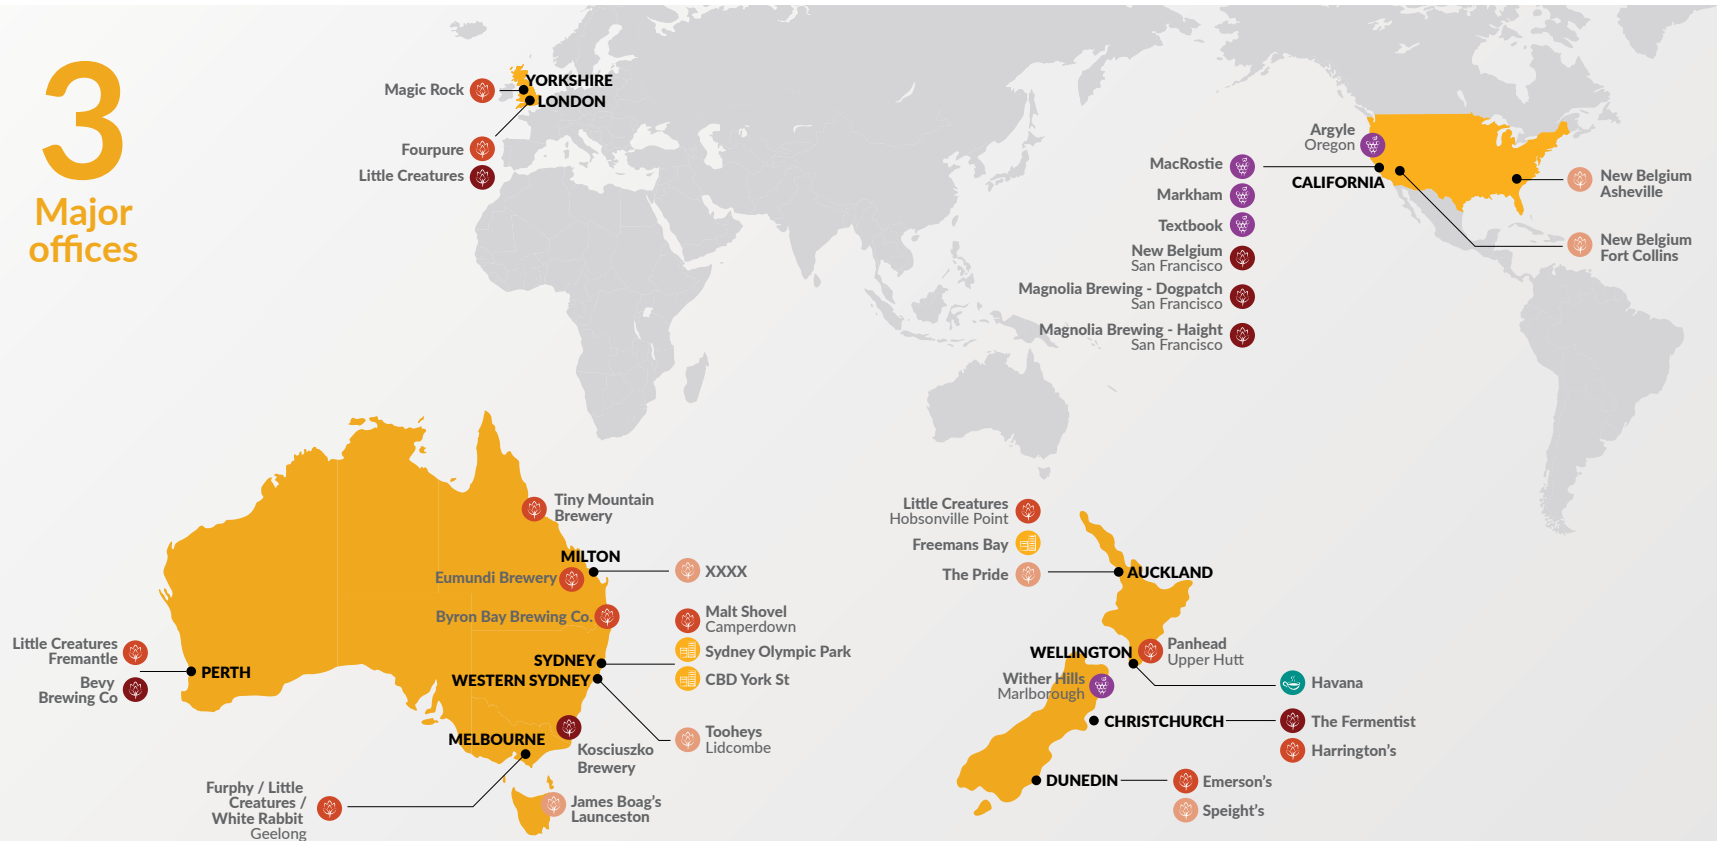 3
Major
offices
Magic Rock
YORKSHIRE
LONDON
Fourpure
Little Creatures
Argyle
Oregon
MacRostie
CALIFORNIA
Markham
Textbook
New Belgium
San Francisco
Magnolia Brewing - Dogpatch
San Francisco
Magnolia Brewing - Haight
San Francisco
New Belgium
Asheville
New Belgium
Fort Collins
Tiny Mountain
Brewery
MILTON
XXXX
Eumundi Brewery
Byron Bay Brewing Co.
Malt Shovel
Camperdown
Sydney Olympic Park
CBD York St
SYDNEY
WESTERN SYDNEY
Tooheys
Lidcombe
Little Creatures
Fremantle
Bevy
Brewing Co
PERTH
MELBOURNE
Kosciuszko
Brewery
Furphy / Little
Creatures /
White Rabbit
Geelong
James Boag's
Launceston
Little Creatures
Hobsonville Point
Freemans Bay
The Pride
AUCKLAND
Panhead
Upper Hutt
WELLINGTON
Wither Hills
Marlborough
Havana
CHRISTCHURCH
The Fermentist
Harrington's
DUNEDIN
Emerson's
Speight's